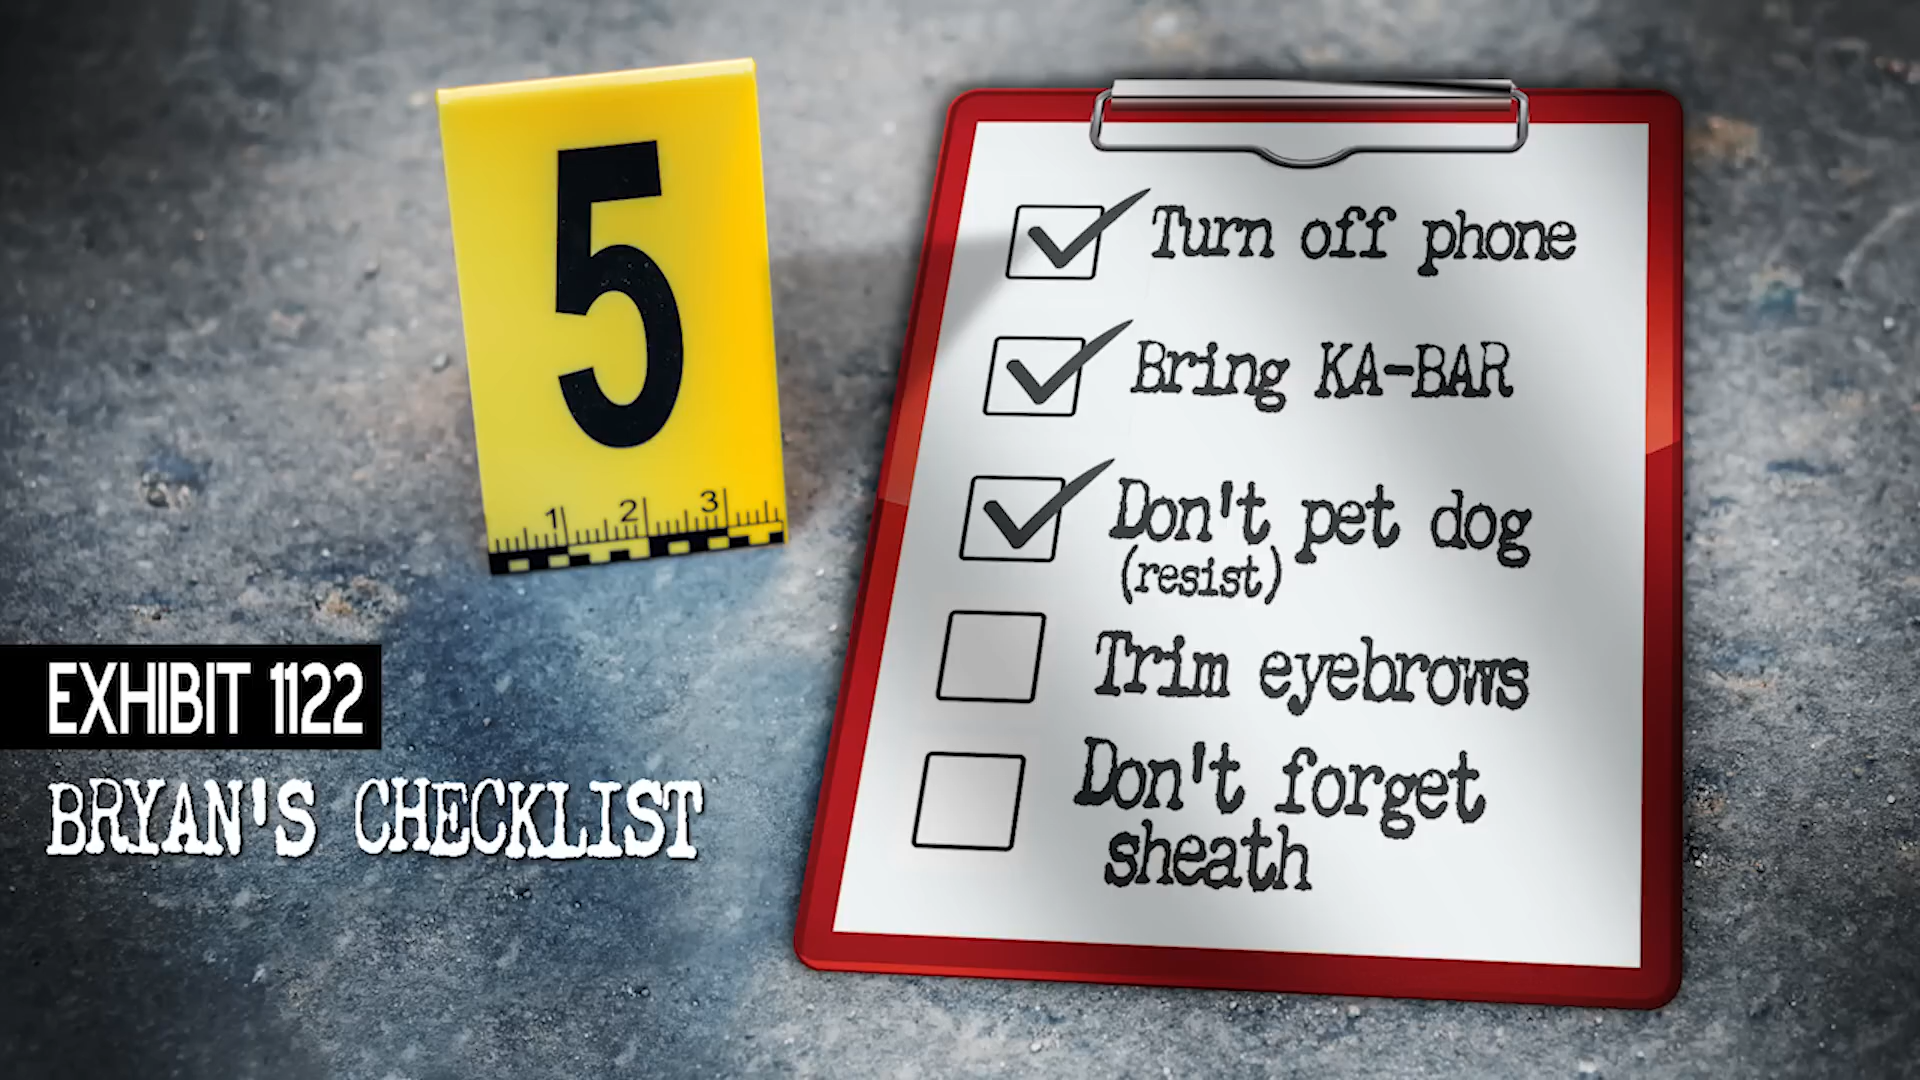 5
1 2 3
EXHIBIT 1122
BRYAN'S CHECKLIST
Turn off phone
Bring KA-BAR
Don't pet dog
(resist)
Trim eyebrows
Don't forget
sheath